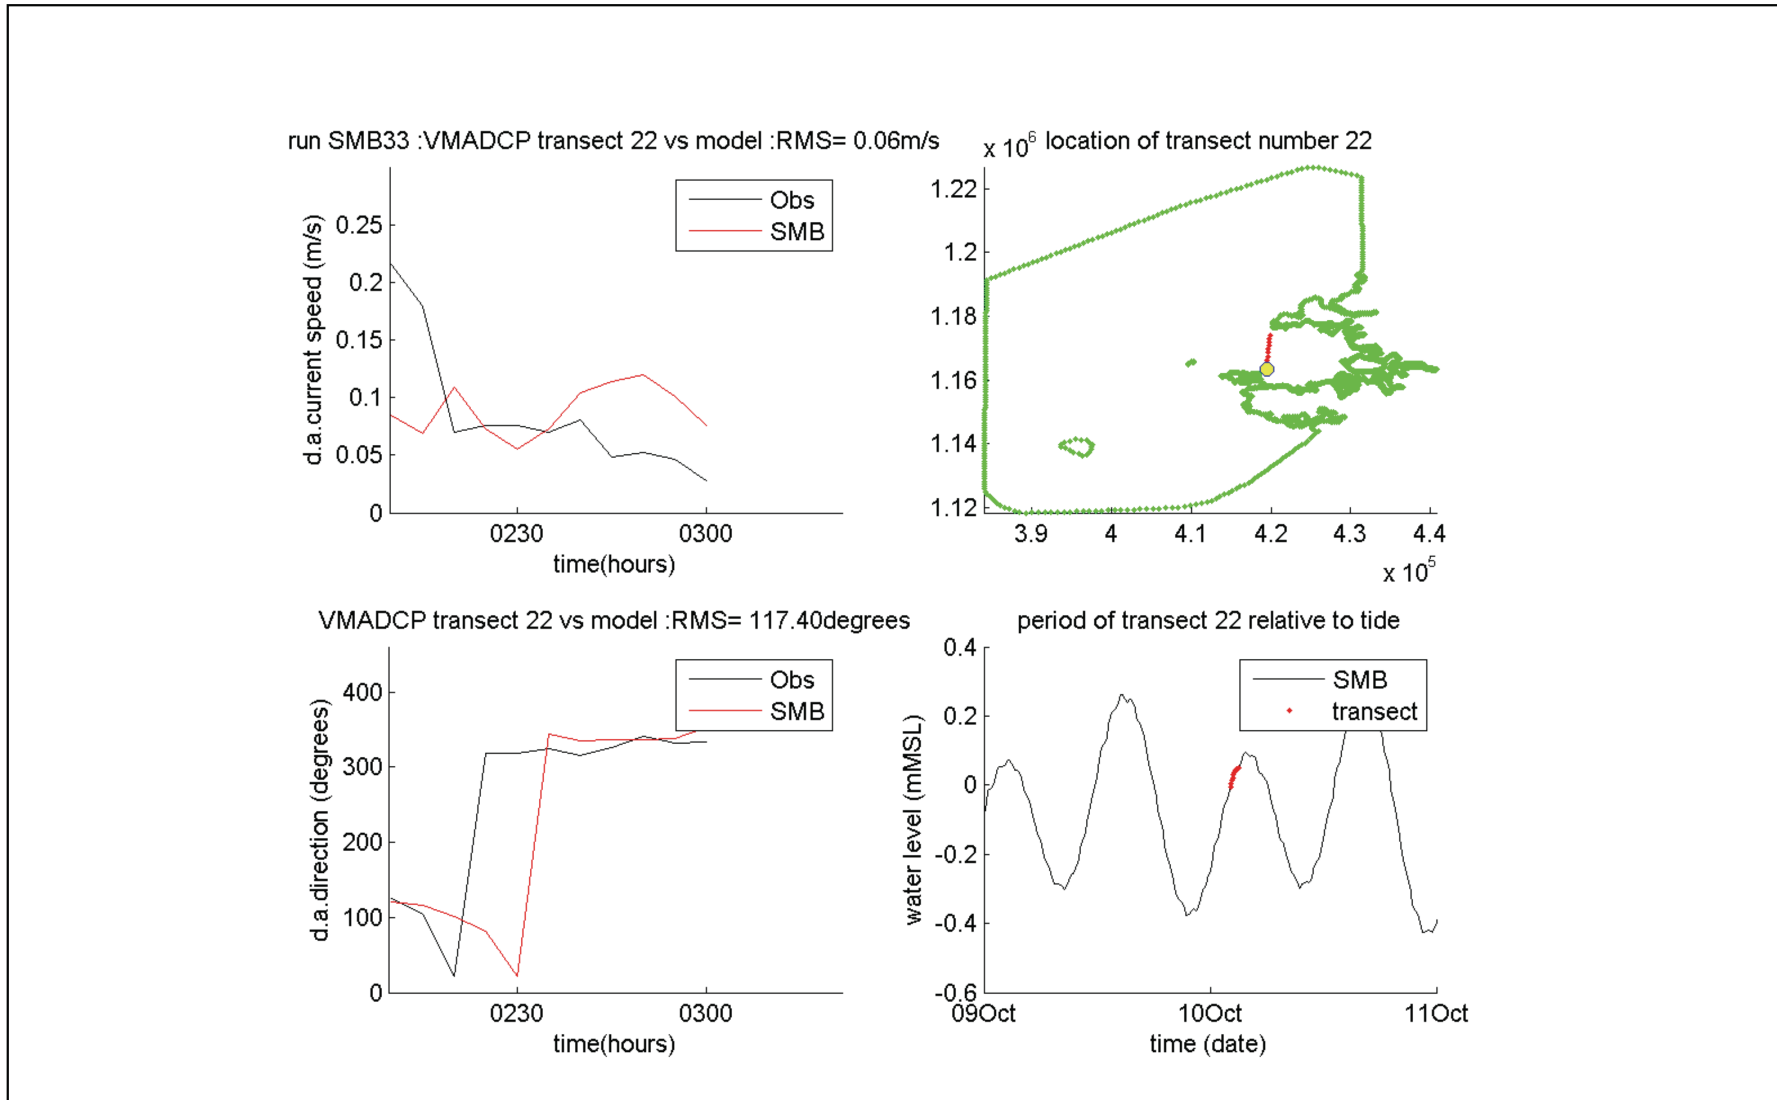 run SMB33 :VMADCP transect 22 vs model :RMS= 0.06m/s
Obs
SMB
0.25
0.2
0.15
0.1
0.05
0
d.a.current speed (m/s)
0230
0300
time(hours)
x 10⁶ location of transect number 22
1.22
1.2
1.18
1.16
1.14
1.12
3.9
4
4.1
4.2
4.3
4.4
x 10⁵
VMADCP transect 22 vs model :RMS= 117.40degrees
Obs
SMB
400
300
200
100
0
d.a.direction (degrees)
0230
0300
time(hours)
period of transect 22 relative to tide
SMB
transect
0.4
0.2
0
-0.2
-0.4
-0.6
water level (mMSL)
09Oct
10Oct
11Oct
time (date)